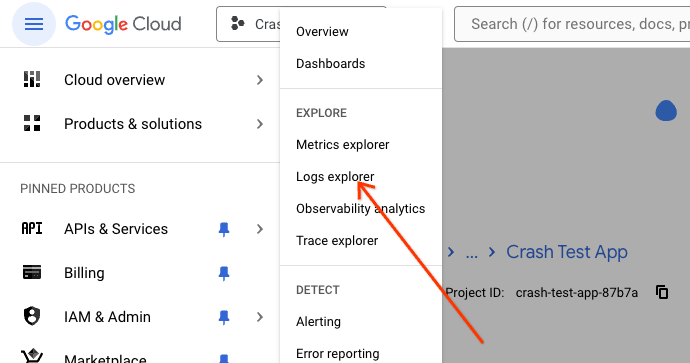 Google Cloud
Cras
Search (/) for resources, docs, pr
Cloud overview
Products & solutions
PINNED PRODUCTS
API APIs & Services
Billing
IAM & Admin
Marketplace
Overview
Dashboards
EXPLORE
Metrics explorer
Logs explorer
Observability analytics
Trace explorer
DETECT
Alerting
Error reporting
... Crash Test App
Project ID: crash-test-app-87b7a